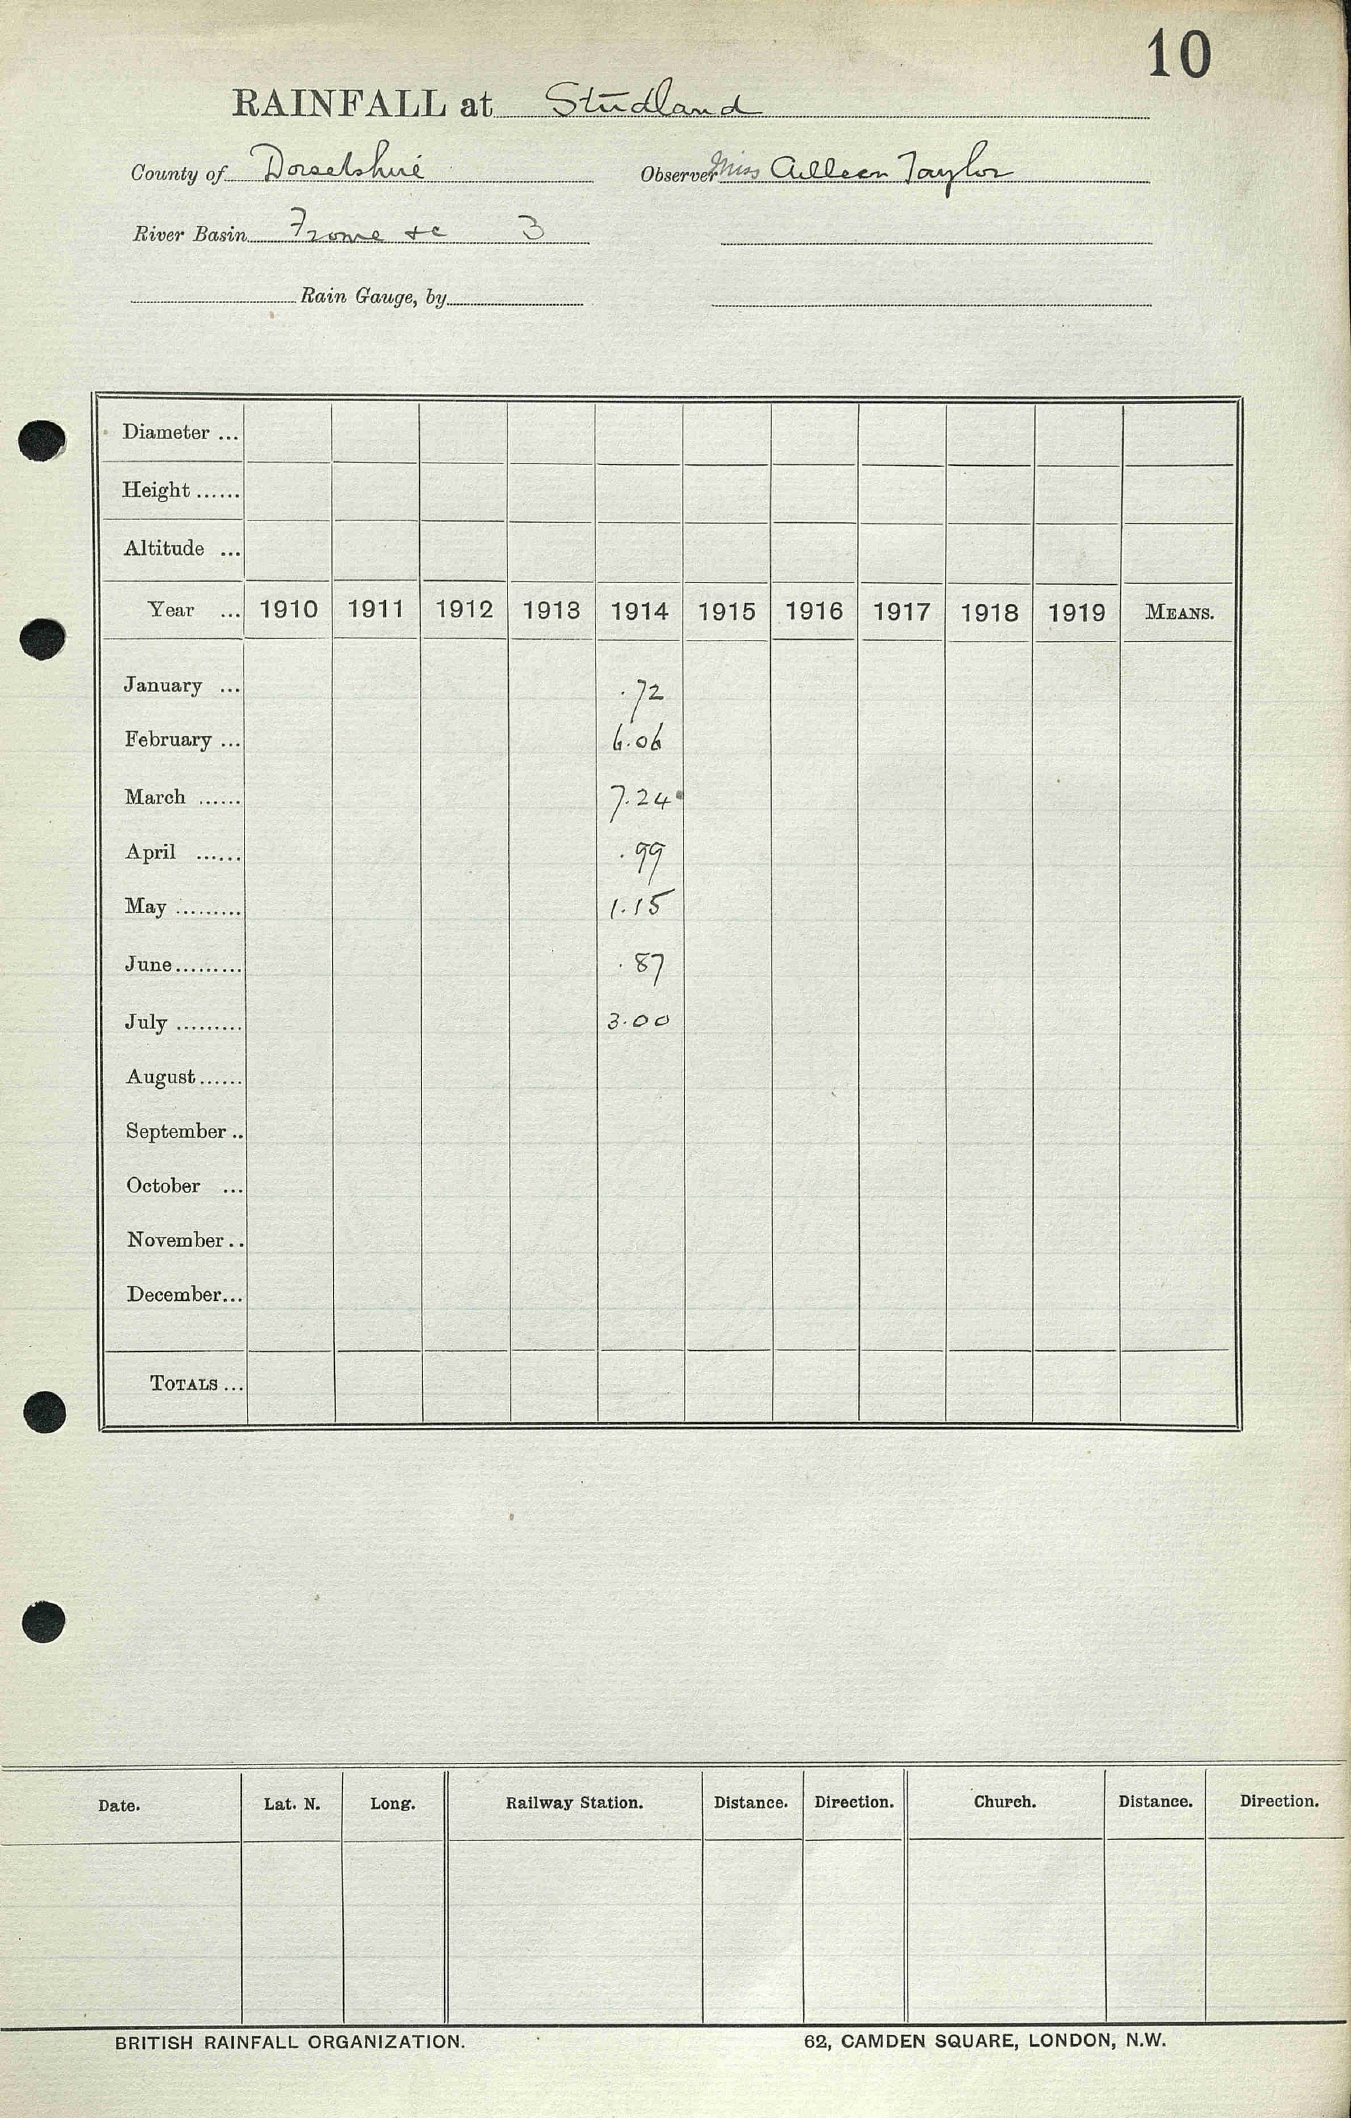 10
RAINFALL at Studland
County of Dorsetshire Observer Miss Aileen Taylor
River Basin Frome &c 3
Rain Gauge, by
Diameter ...
Height ......
Altitude ...
Year ... 1910 1911 1912 1913 1914 1915 1916 1917 1918 1919 MEANS.
January ... .72
February ... 6.06
March ...... 7.24
April ...... .99
May ......... 1.15
June ......... .87
July ......... 3.00
August ......
September ..
October ...
November ..
December ...
TOTALS ...
Date. Lat. N. Long. Railway Station. Distance. Direction. Church. Distance. Direction.
BRITISH RAINFALL ORGANIZATION. 62, CAMDEN SQUARE, LONDON, N.W.